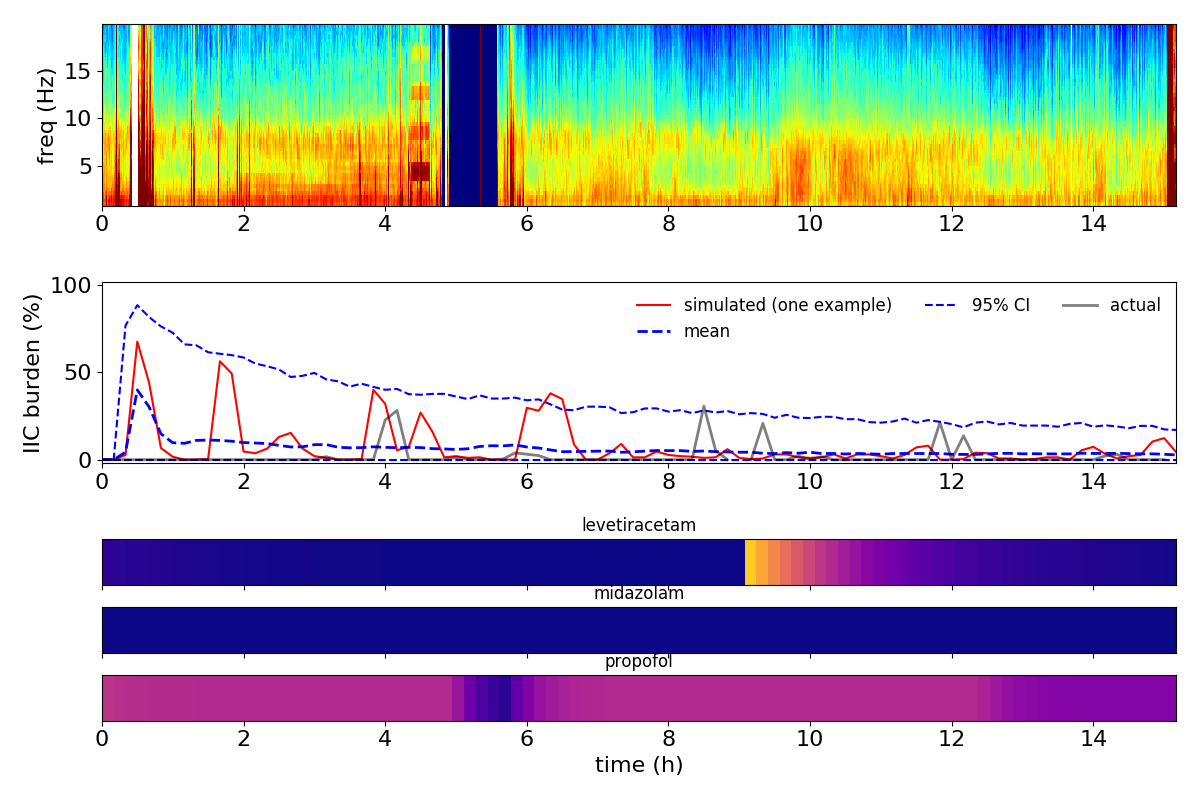 freq (Hz)
15
10
5
0 2 4 6 8 10 12 14
IIC burden (%)
100
50
0
simulated (one example)
mean
95% CI
actual
0 2 4 6 8 10 12 14
levetiracetam
midazolam
propofol
0 2 4 6 8 10 12 14
time (h)